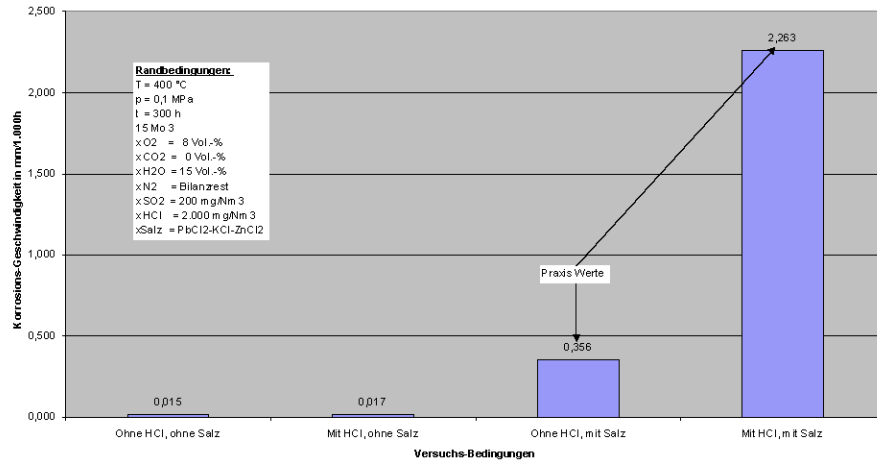 2,500
2,000
1,500
1,000
0,500
0,000
Korrosions-Geschwindigkeit in mm/1.000h
Randbedingungen:
T = 400 °C
p = 0,1 MPa
t = 300 h
15 Mo 3
xO2 = 8 Vol.-%
xCO2 = 0 Vol.-%
xH2O = 15 Vol.-%
xN2 = Bilanzrest
xSO2 = 200 mg/Nm3
xHCl = 2.000 mg/Nm3
xSalz = PbCl2-KCl-ZnCl2
Praxis Werte
0,015
0,017
0,356
2,263
Ohne HCl, ohne Salz
Mit HCl, ohne Salz
Ohne HCl, mit Salz
Mit HCl, mit Salz
Versuchs-Bedingungen